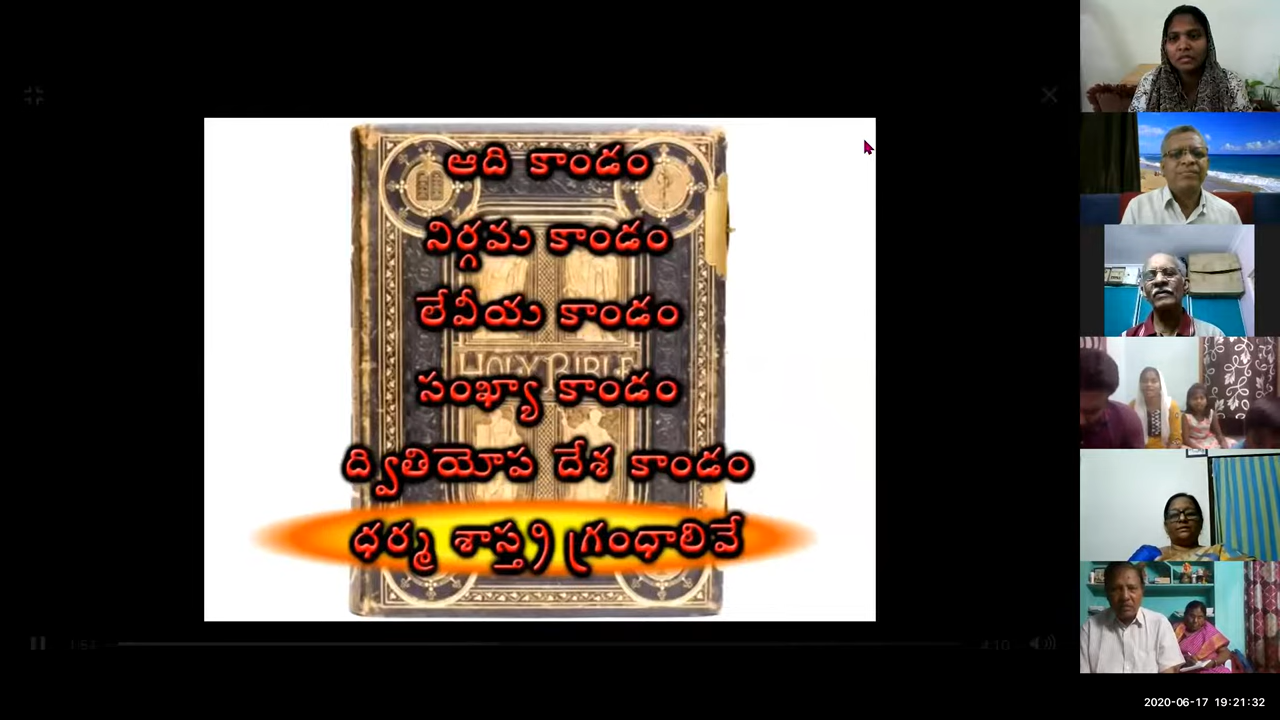 ఆది కాండం
నిర్గమ కాండం
లేవీయ కాండం
HOLY BIBLE
సంఖ్యా కాండం
ద్వితియోప దేశ కాండం
ధర్మ శాస్త్ర గ్రంధాలివే
2020-06-17 19:21:32